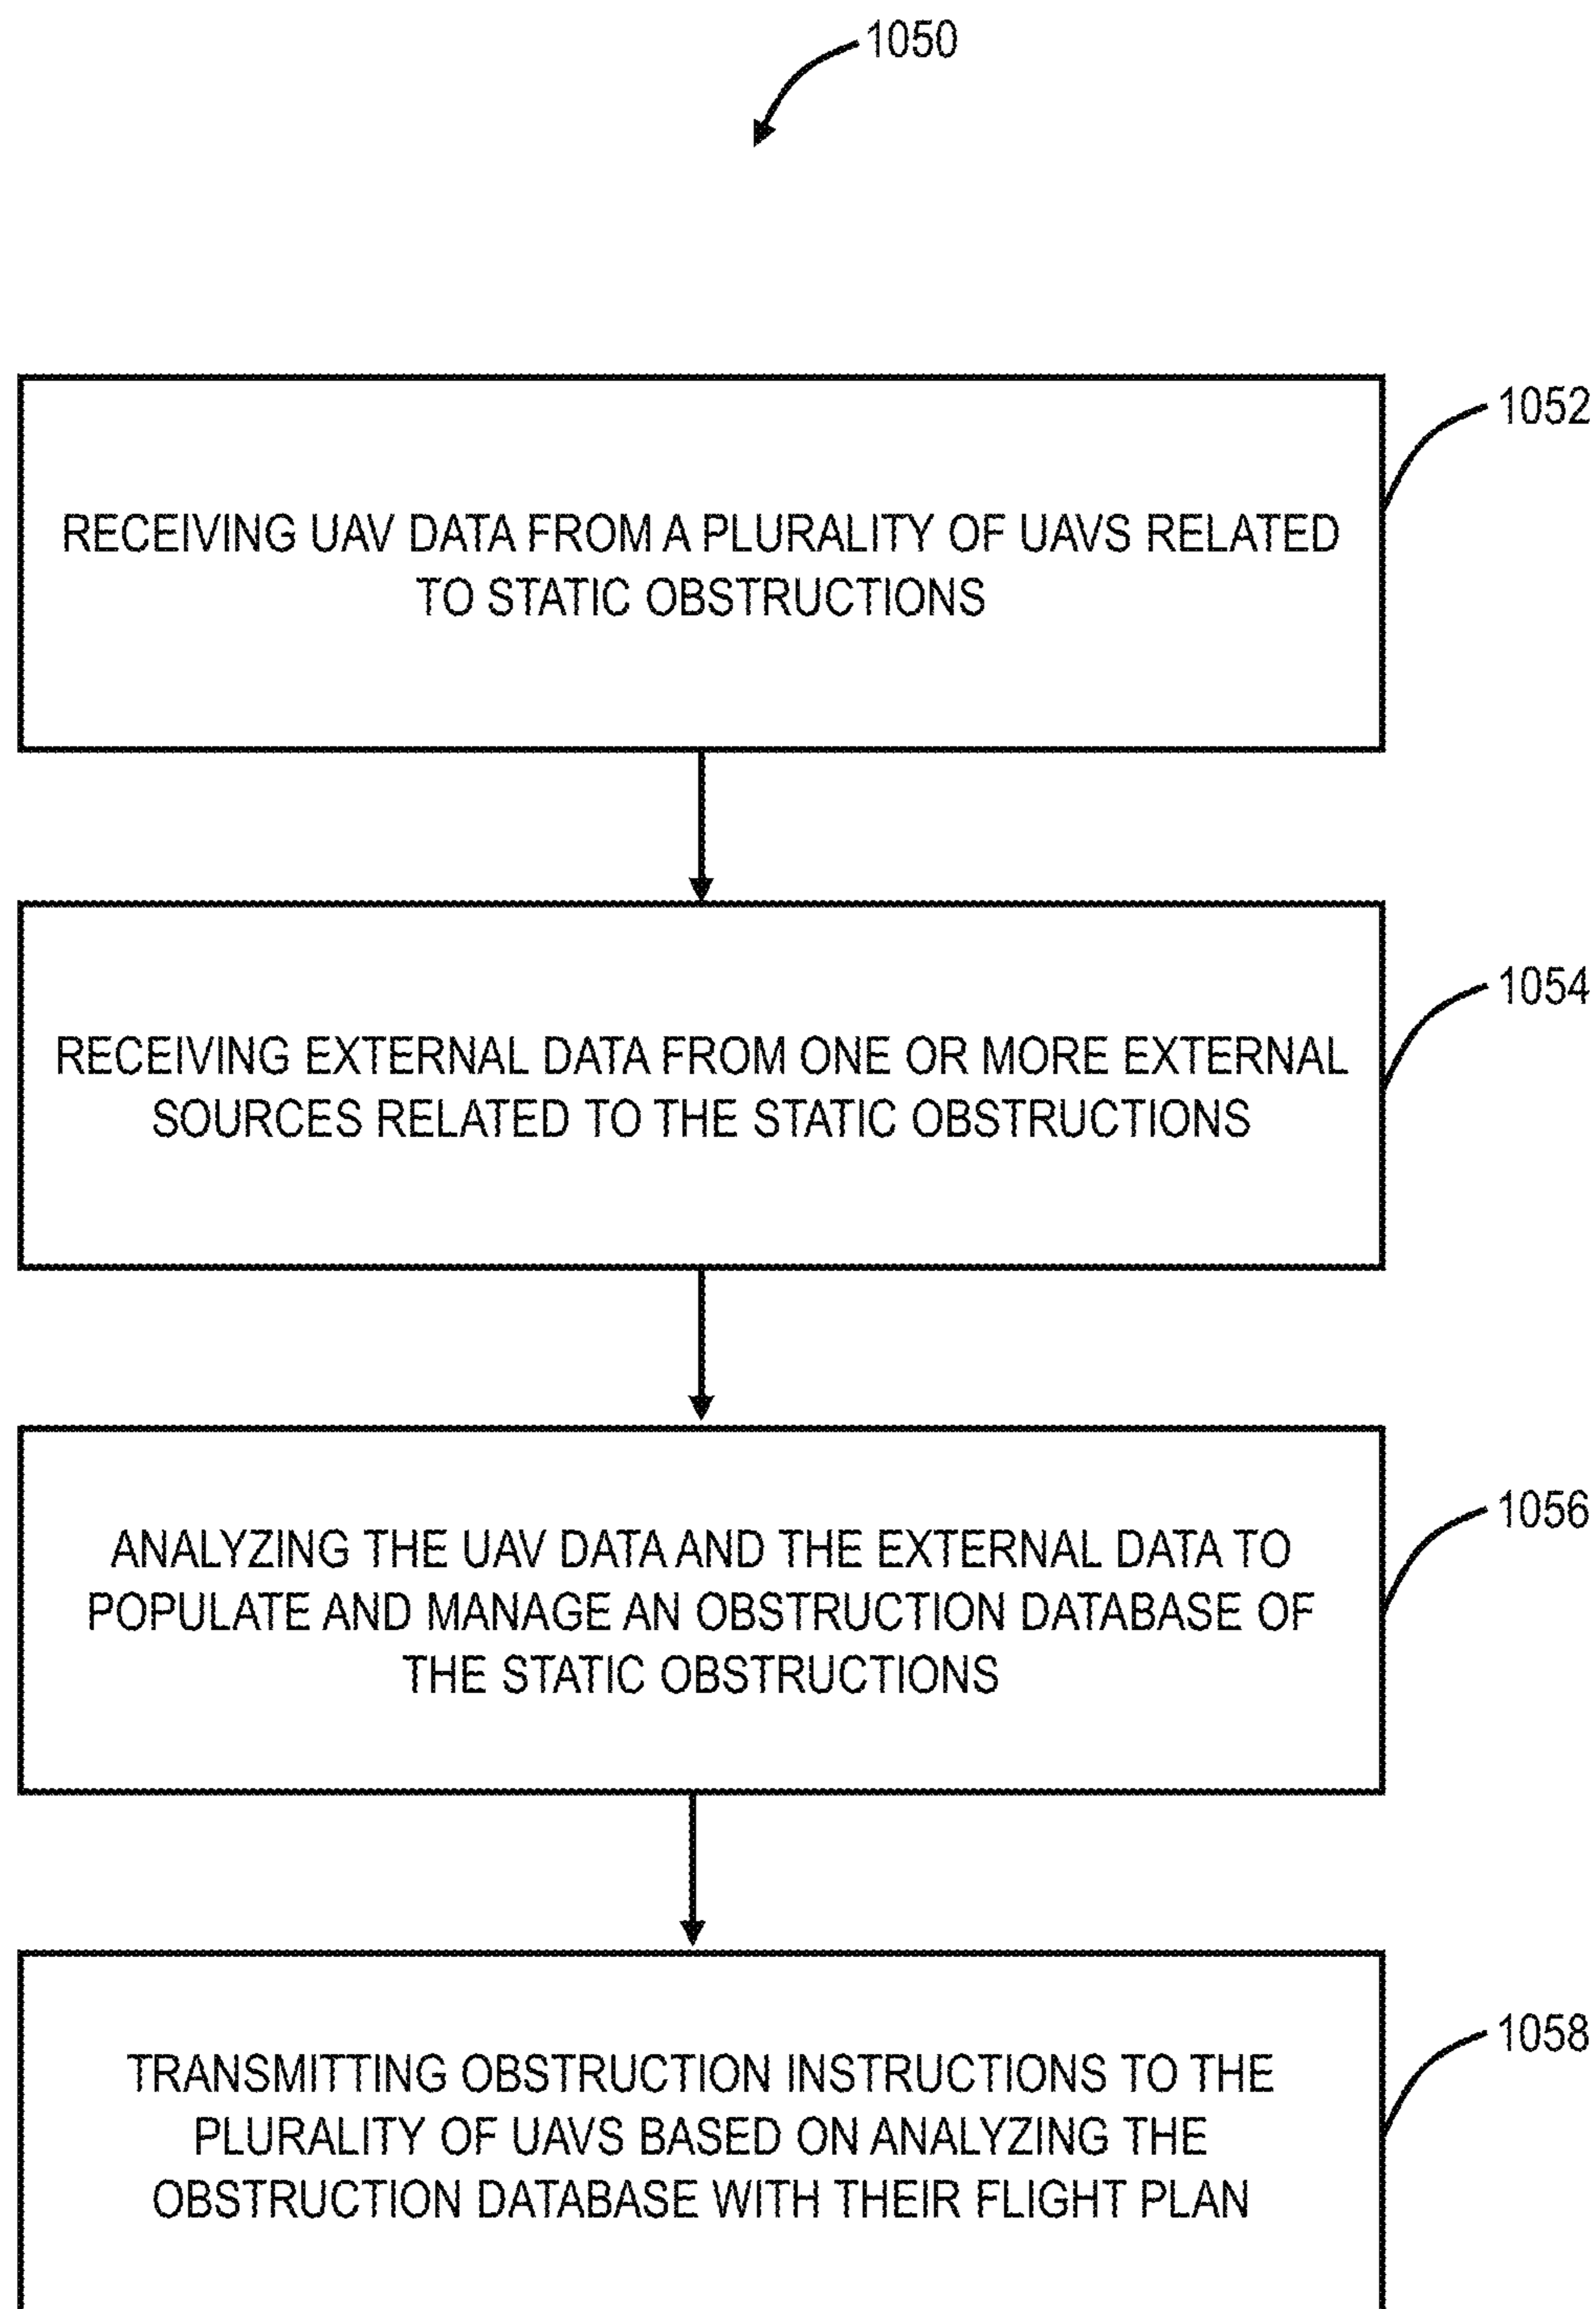 1050
1052
RECEIVING UAV DATA FROM A PLURALITY OF UAVS RELATED
TO STATIC OBSTRUCTIONS
1054
RECEIVING EXTERNAL DATA FROM ONE OR MORE EXTERNAL
SOURCES RELATED TO THE STATIC OBSTRUCTIONS
1056
ANALYZING THE UAV DATA AND THE EXTERNAL DATA TO
POPULATE AND MANAGE AN OBSTRUCTION DATABASE OF
THE STATIC OBSTRUCTIONS
1058
TRANSMITTING OBSTRUCTION INSTRUCTIONS TO THE
PLURALITY OF UAVS BASED ON ANALYZING THE
OBSTRUCTION DATABASE WITH THEIR FLIGHT PLAN